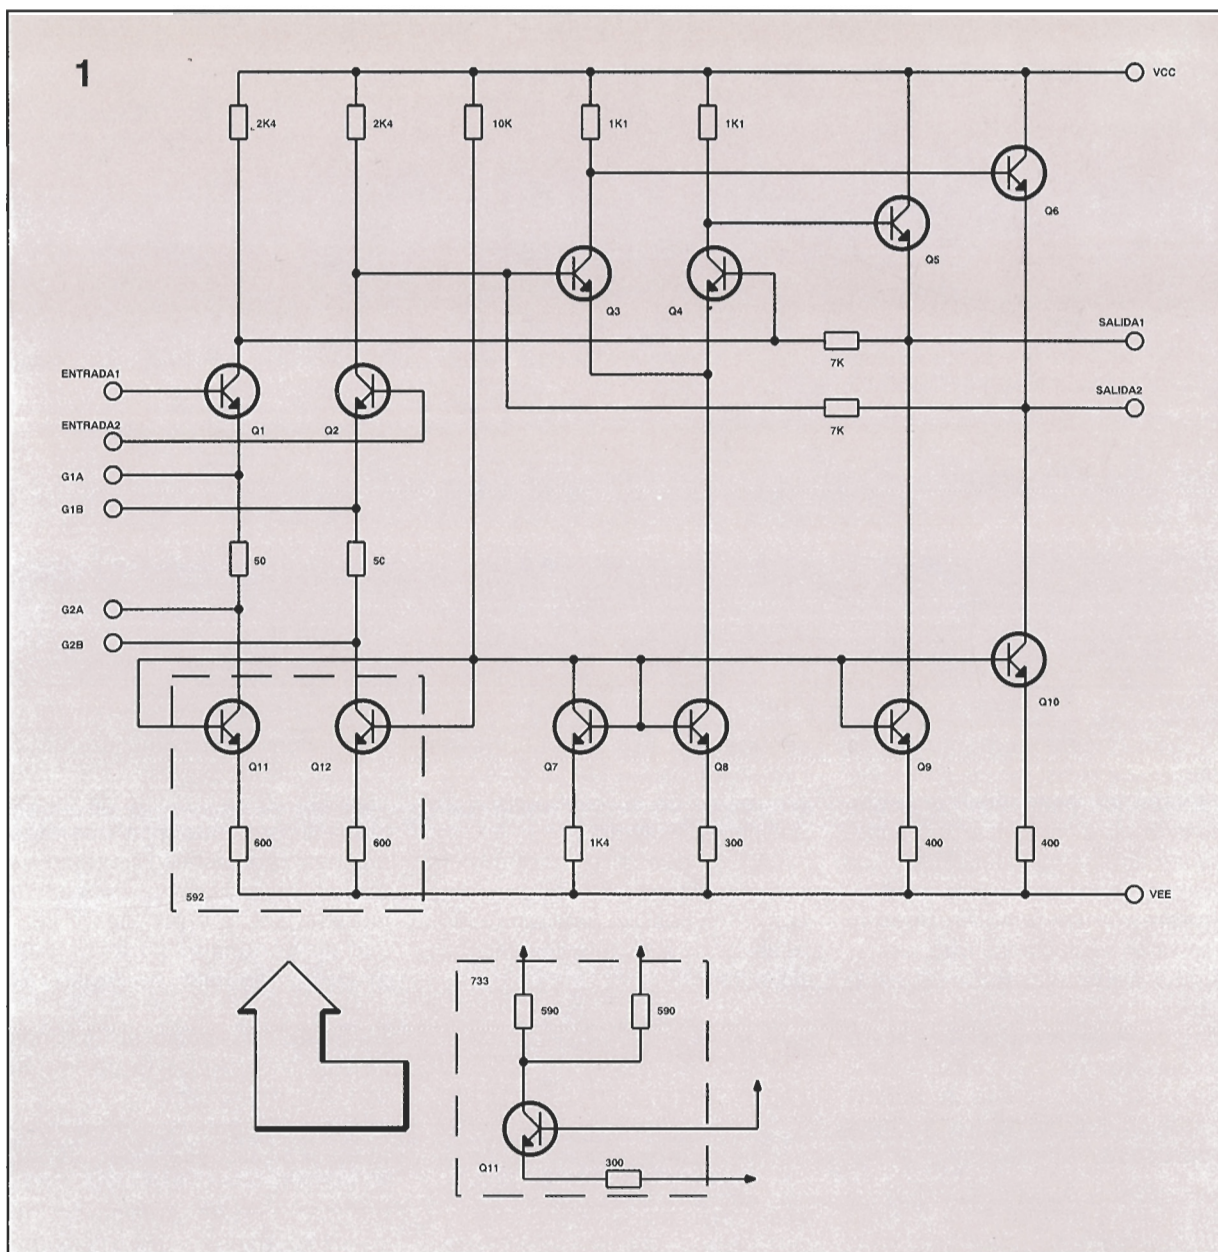 1
VCC
2K4
2K4
10K
1K1
1K1
Q6
Q5
Q3
Q4
SALIDA1
7K
ENTRADA1
SALIDA2
ENTRADA2
Q1
Q2
7K
G1A
G1B
50
50
G2A
G2B
Q10
Q11
Q12
Q7
Q8
Q9
600
600
1K4
300
400
400
592
VEE
733
590
590
Q11
300